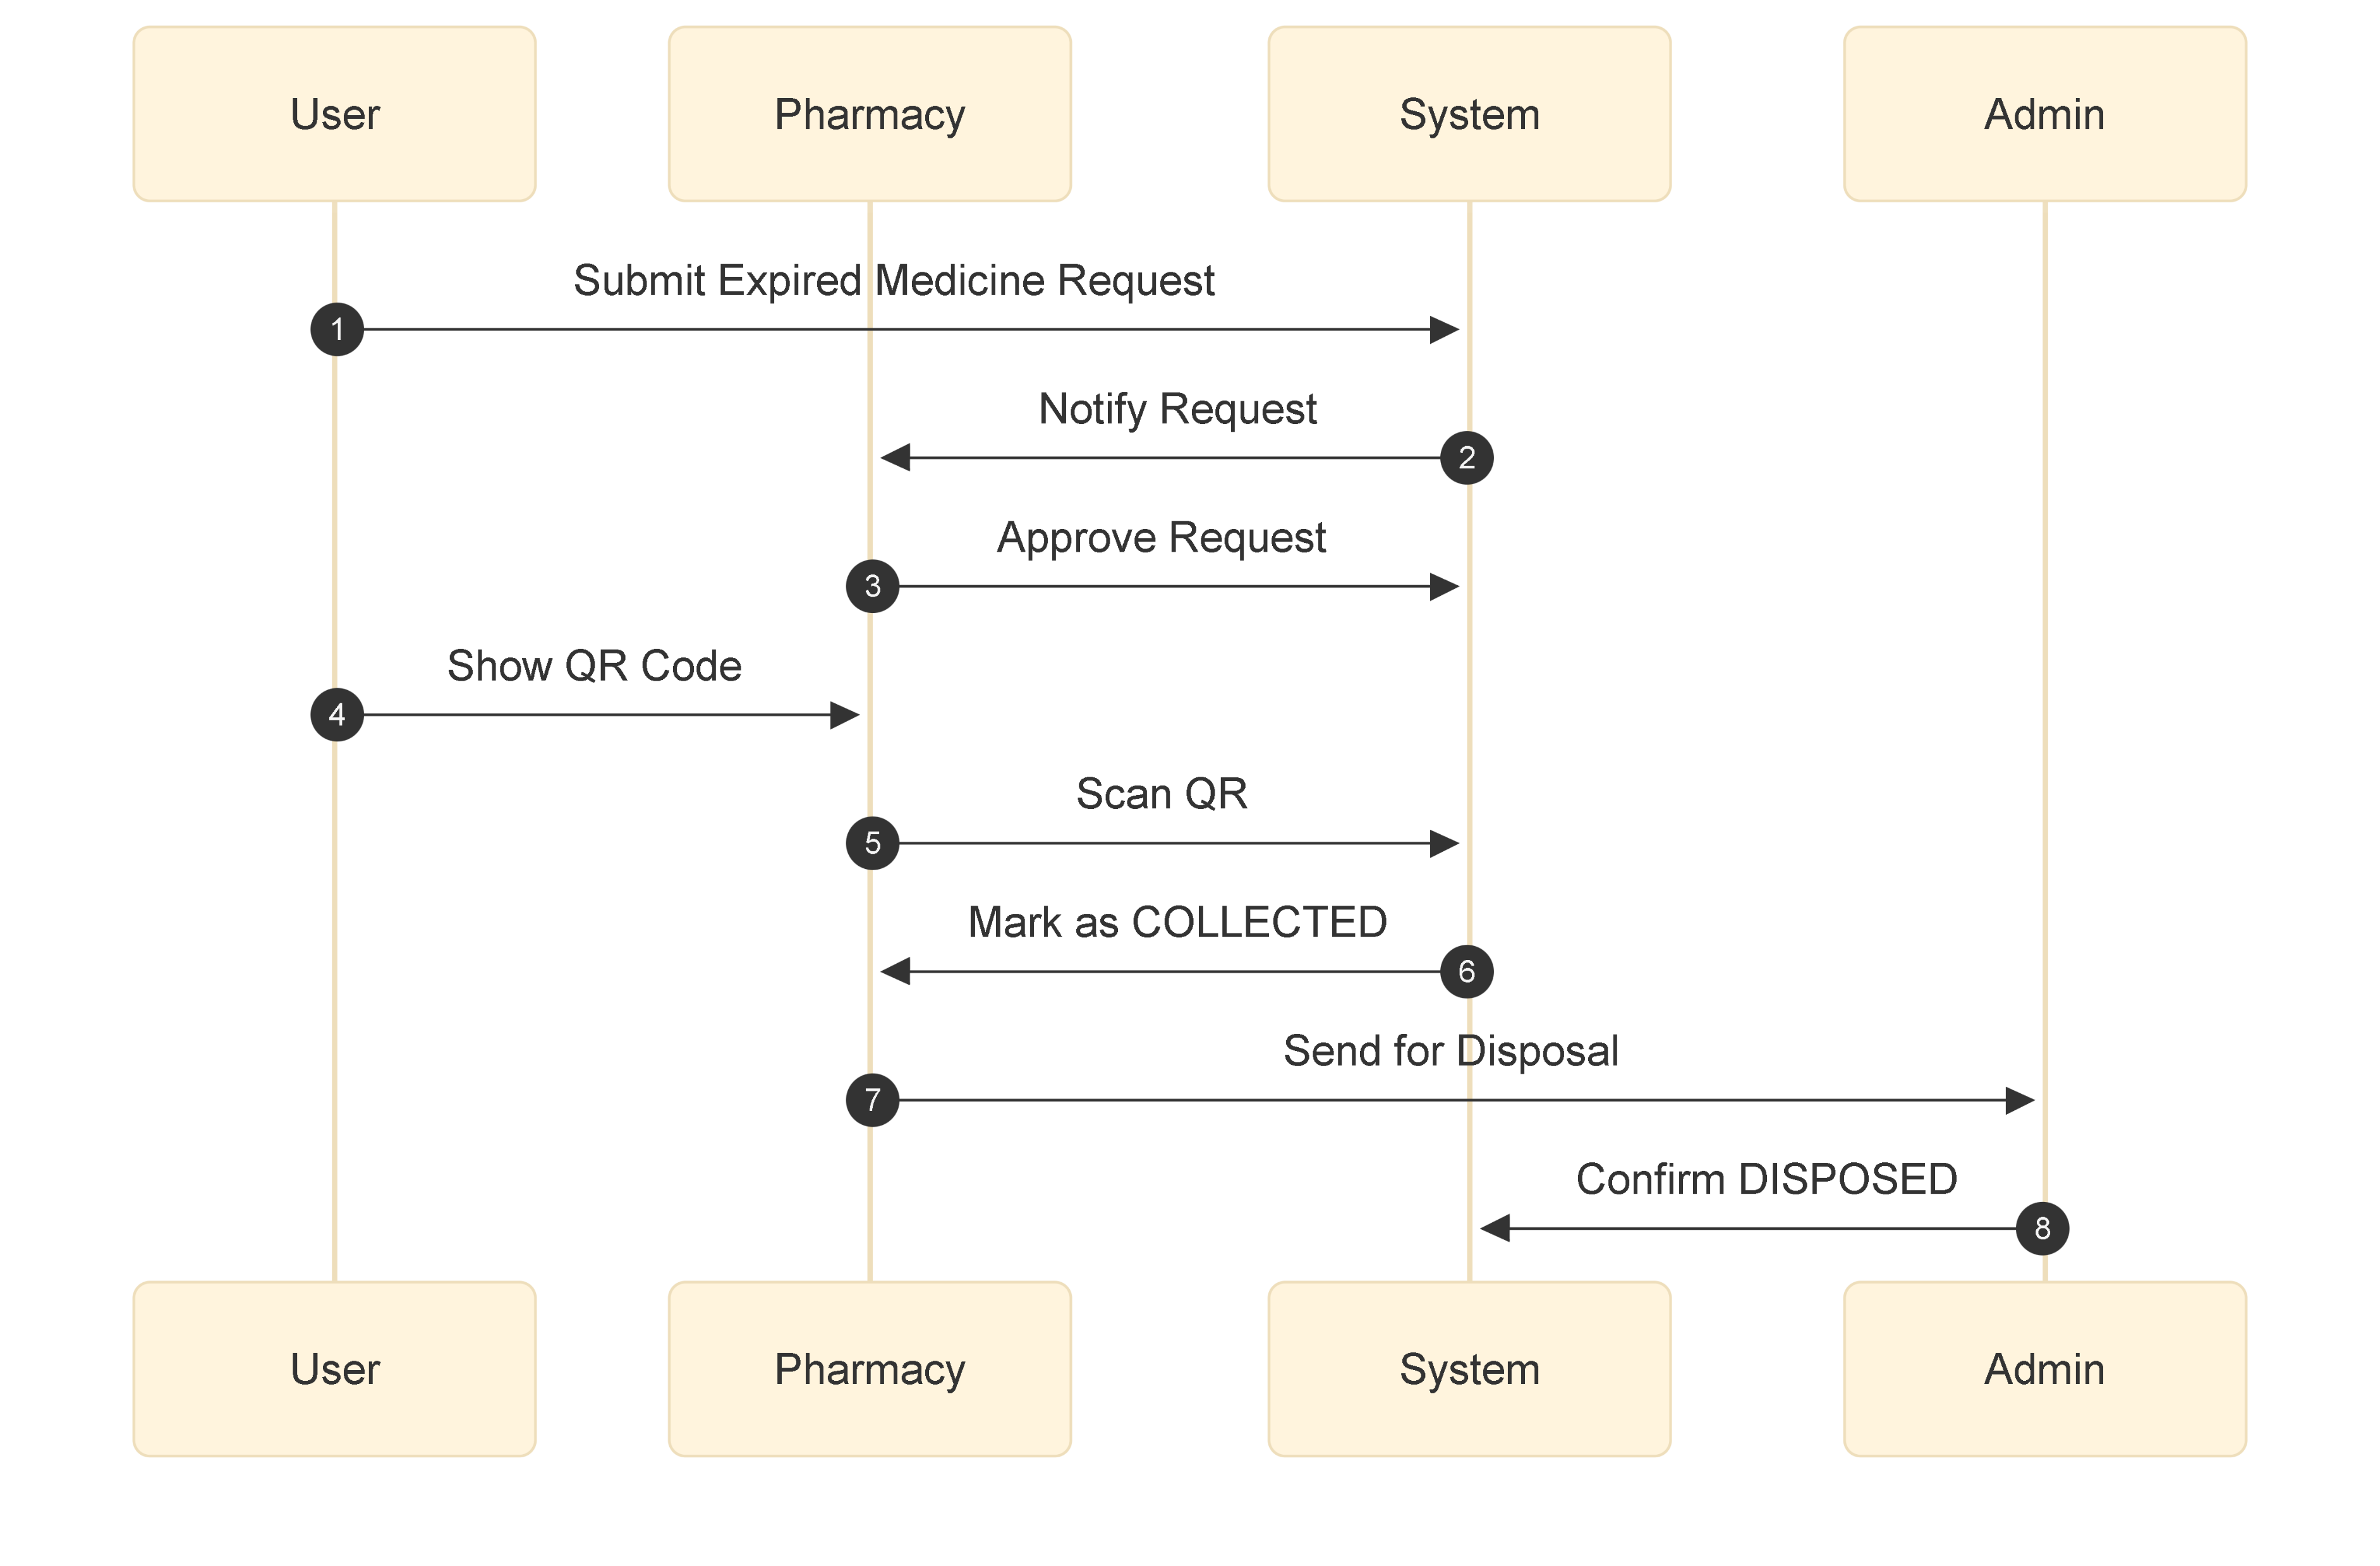 User
Pharmacy
System
Admin
Submit Expired Medicine Request
1
Notify Request
2
Approve Request
3
Show QR Code
4
Scan QR
5
Mark as COLLECTED
6
Send for Disposal
7
Confirm DISPOSED
8
User
Pharmacy
System
Admin